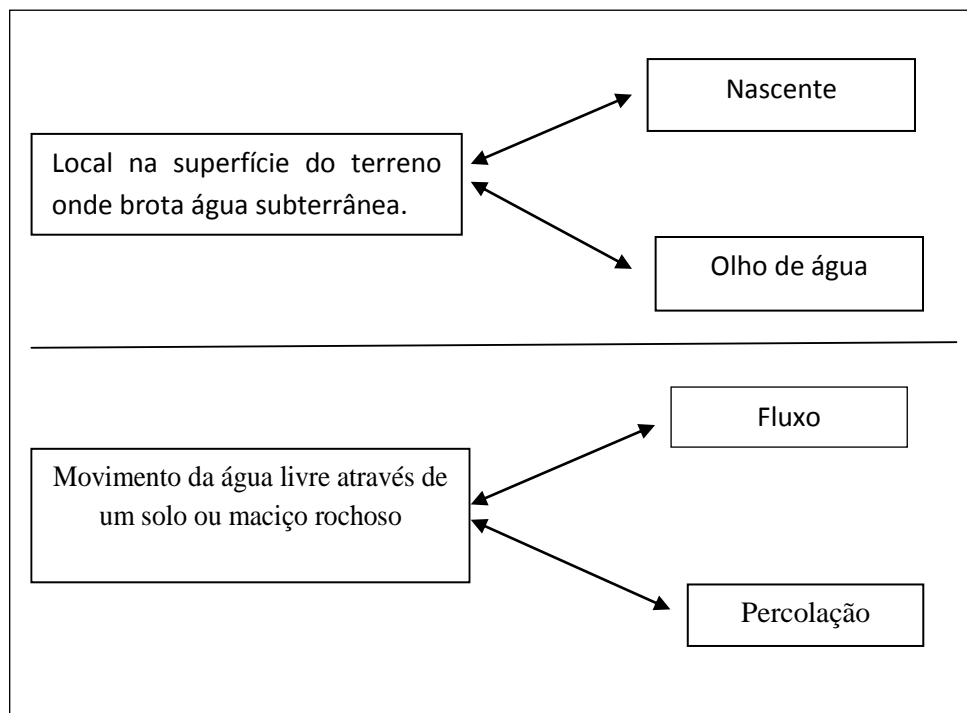 Nascente
Local na superfície do terreno
onde brota água subterrânea.
Olho de água
Fluxo
Movimento da água livre através de
um solo ou maciço rochoso
Percolação